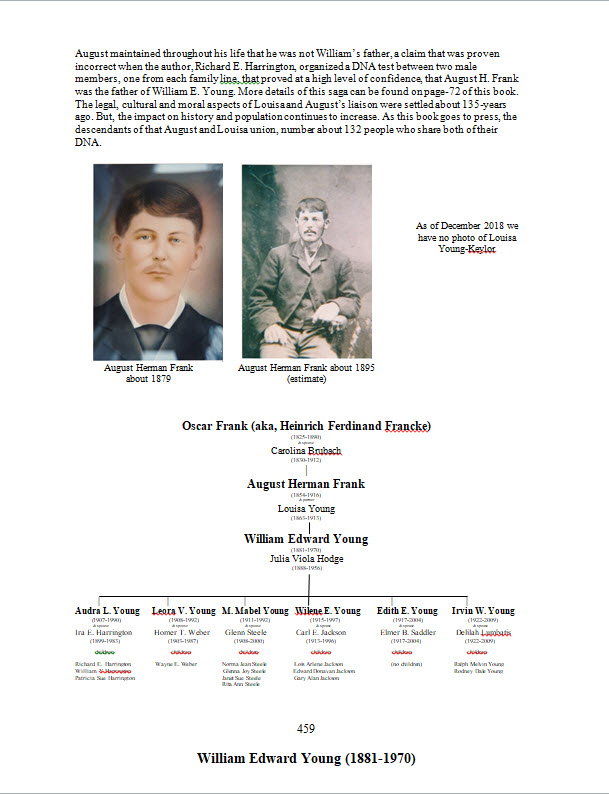 August maintained throughout his life that he was not William's father, a claim that was proven
incorrect when the author, Richard E. Harrington, organized a DNA test between two male
members, one from each family line, that proved at a high level of confidence, that August H. Frank
was the father of William E. Young. More details of this saga can be found on page-72 of this book.
The legal, cultural and moral aspects of Louisa and August's liaison were settled about 135-years
ago. But, the impact on history and population continues to increase. As this book goes to press, the
descendants of that August and Louisa union, number about 132 people who share both of their
DNA.
As of December 2018 we
have no photo of Louisa
Young-Keylor
August Herman Frank
about 1879
August Herman Frank about 1895
(estimate)
Oscar Frank (aka, Heinrich Ferdinand Francke)
(1825-1890)
& spouse
Carolina Brubach
(1830-1912)
August Herman Frank
(1854-1916)
& partner
Louisa Young
(1863-1913)
William Edward Young
(1881-1970)
Julia Viola Hodge
(1888-1956)
Audra L. Young Leora V. Young M. Mabel Young Wilene E. Young Edith E. Young Irvin W. Young
(1907-1990) (1908-1992) (1911-1992) (1915-1997) (1917-2004) (1922-2009)
& spouse & spouse & spouse & spouse & spouse & spouse
Ira E. Harrington Homer T. Weber Glenn Steele Carl E. Jackson Elmer B. Saddler Delilah Lambatis
(1899-1983) (1903-1987) (1908-2000) (1913-1996) (1917-2004) (1922-2009)
Richard E. Harrington Wayne E. Weber Norma Jean Steele Lois Arlene Jackson (no children) Ralph Melvin Young
William Glenna Joy Steele Edward Donavan Jackson Rodney Dale Young
Patricia Sue Harrington Janet Sue Steele Gary Alan Jackson
Rita Ann Steele
459
William Edward Young (1881-1970)